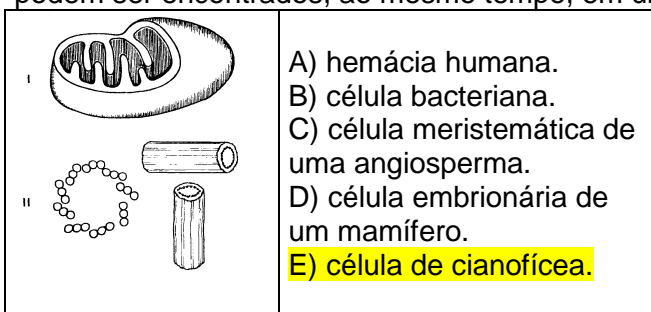 podem ser encontrados, ao mesmo tempo, em
I
II
A) hemácia humana.
B) célula bacteriana.
C) célula meristemática de
uma angiosperma.
D) célula embrionária de
um mamífero.
E) célula de cianofícea.